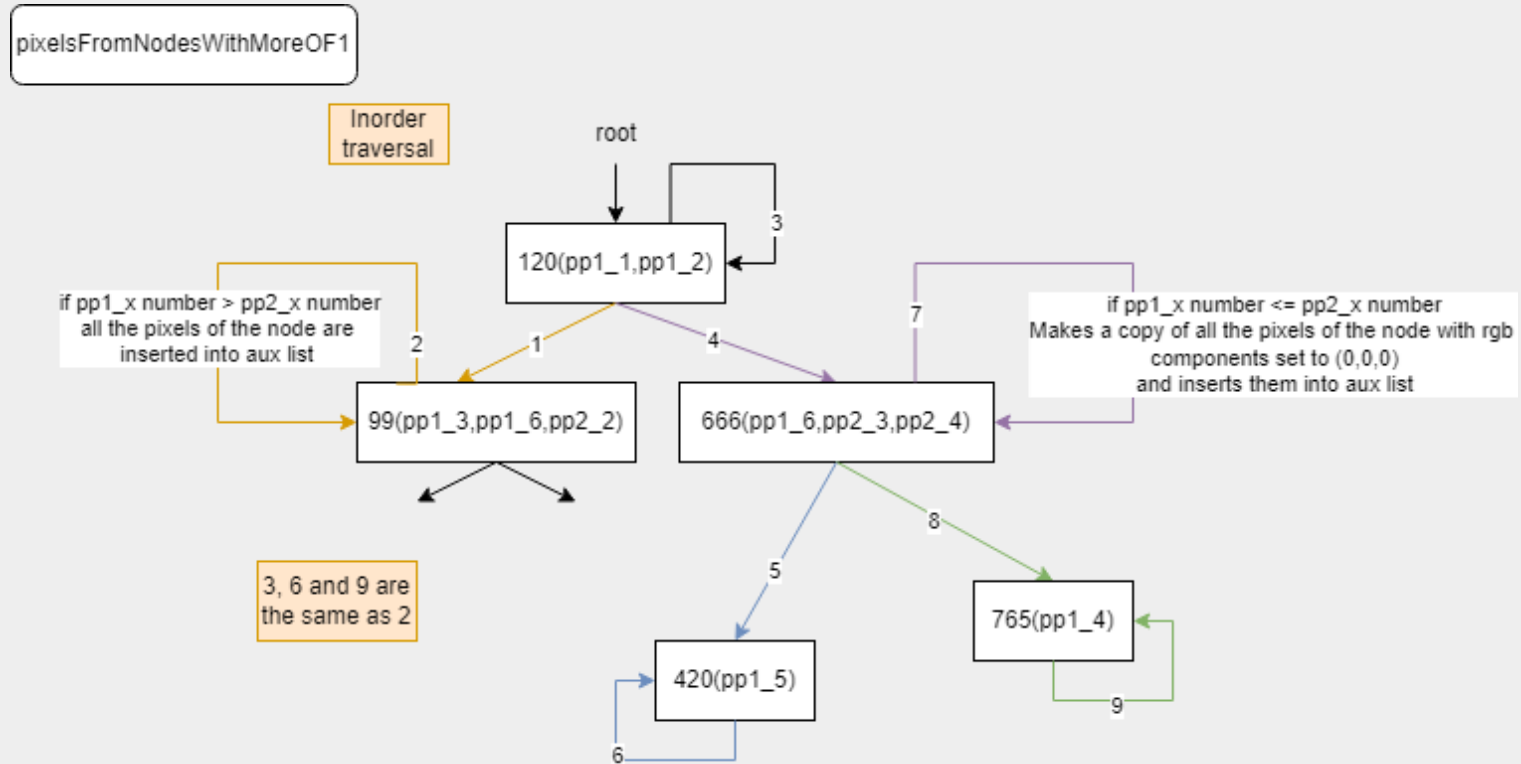 pixelsFromNodesWithMoreOF1
Inorder
traversal
root
3
120(pp1_1,pp1_2)
if pp1_x number > pp2_x number
all the pixels of the node are
inserted into aux list
2
1
4
7
if pp1_x number <= pp2_x number
Makes a copy of all the pixels of the node with rgb
components set to (0,0,0)
and inserts them into aux list
99(pp1_3,pp1_6,pp2_2)
666(pp1_6,pp2_3,pp2_4)
8
5
3, 6 and 9 are
the same as 2
765(pp1_4)
420(pp1_5)
9
6